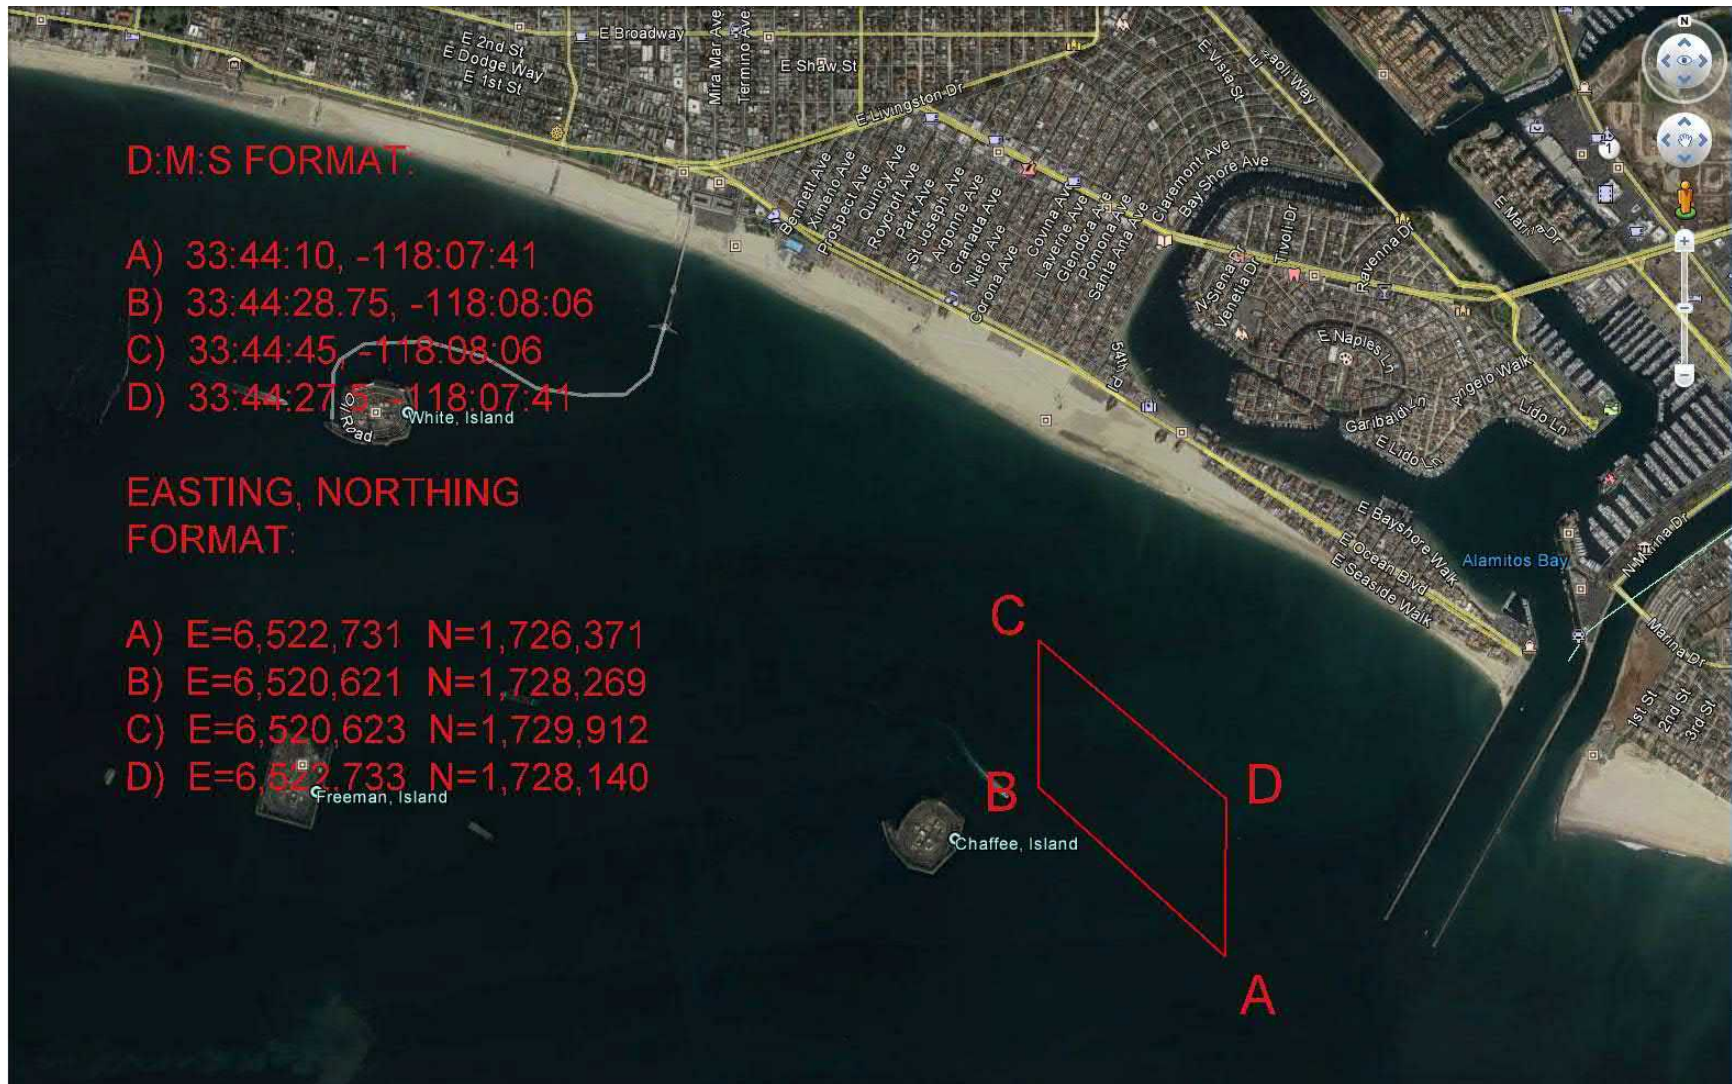 E Broadway
E 2nd St
E Dodge Way
E 1st St
Mira Mar Ave
Termino Ave
E Shaw St
E Livingston Dr
E Vista St
N
D:M:S FORMAT:
A) 33:44:10, -118:07:41
B) 33:44:28.75, -118:08:06
C) 33:44:45, -118:08:06
D) 33:44:27.5 -118:07:41
Road
White, Island
EASTING, NORTHING
FORMAT:
A) E=6,522,731 N=1,726,371
B) E=6,520,621 N=1,728,269
C) E=6,520,623 N=1,729,912
D) E=6,522,733 N=1,728,140
Freeman, Island
Chaffee, Island
Bennett Ave
Ximeno Ave
Prospect Ave
Quincy Ave
Roycroft Ave
Park Ave
St Joseph Ave
Argonne Ave
Granada Ave
Nieto Ave
Corona Ave
Covina Ave
Laverne Ave
Glendora Ave
Pomona Ave
Santa Ana Ave
Claremont Ave
Bay Shore Ave
54th Pl
N Siena Dr
Venetia Dr
Tivoli Dr
Ravenna Dr
E Marina Dr
1
E Naples Ln
Angelo Walk
Garibaldi Ln
E Lido Ln
Lido Ln
E Bayshore Walk
E Ocean Blvd
E Seaside Walk
Alamitos Bay
N Marina Dr
Marina Dr
1st St
2nd St
3rd St
C
D
B
A